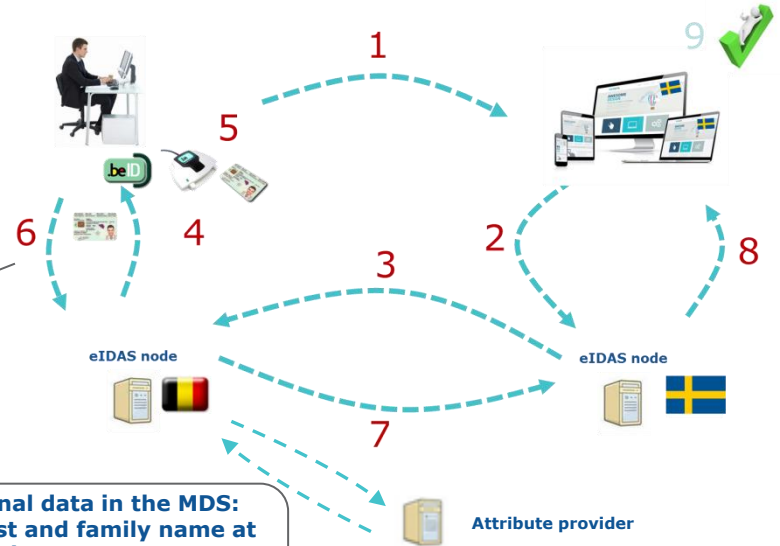 1
9
5
.beID
6
4
2
8
3
eIDAS node
eIDAS node
7
nal data in the MDS:
st and family name at
Attribute provider